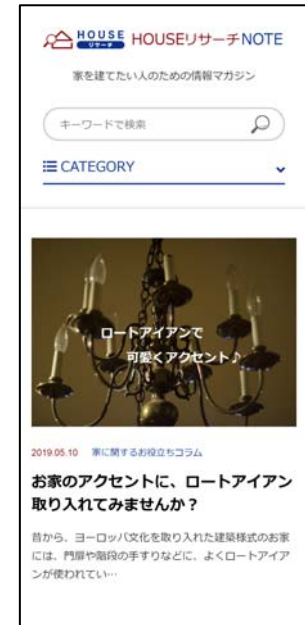 HOUSE
リサーチ
HOUSEリサーチNOTE
家を建てたい人のための情報マガジン
キーワードで検索
CATEGORY
ロートアイアンで
可愛くアクセント♪
2019.05.10 家に関するお役立ちコラム
お家のアクセントに、ロートアイアン
取り入れてみませんか？
昔から、ヨーロッパ文化を取り入れた建築様式のお家
には、門扉や階段の手すりなどに、よくロートアイア
ンが使われてい…